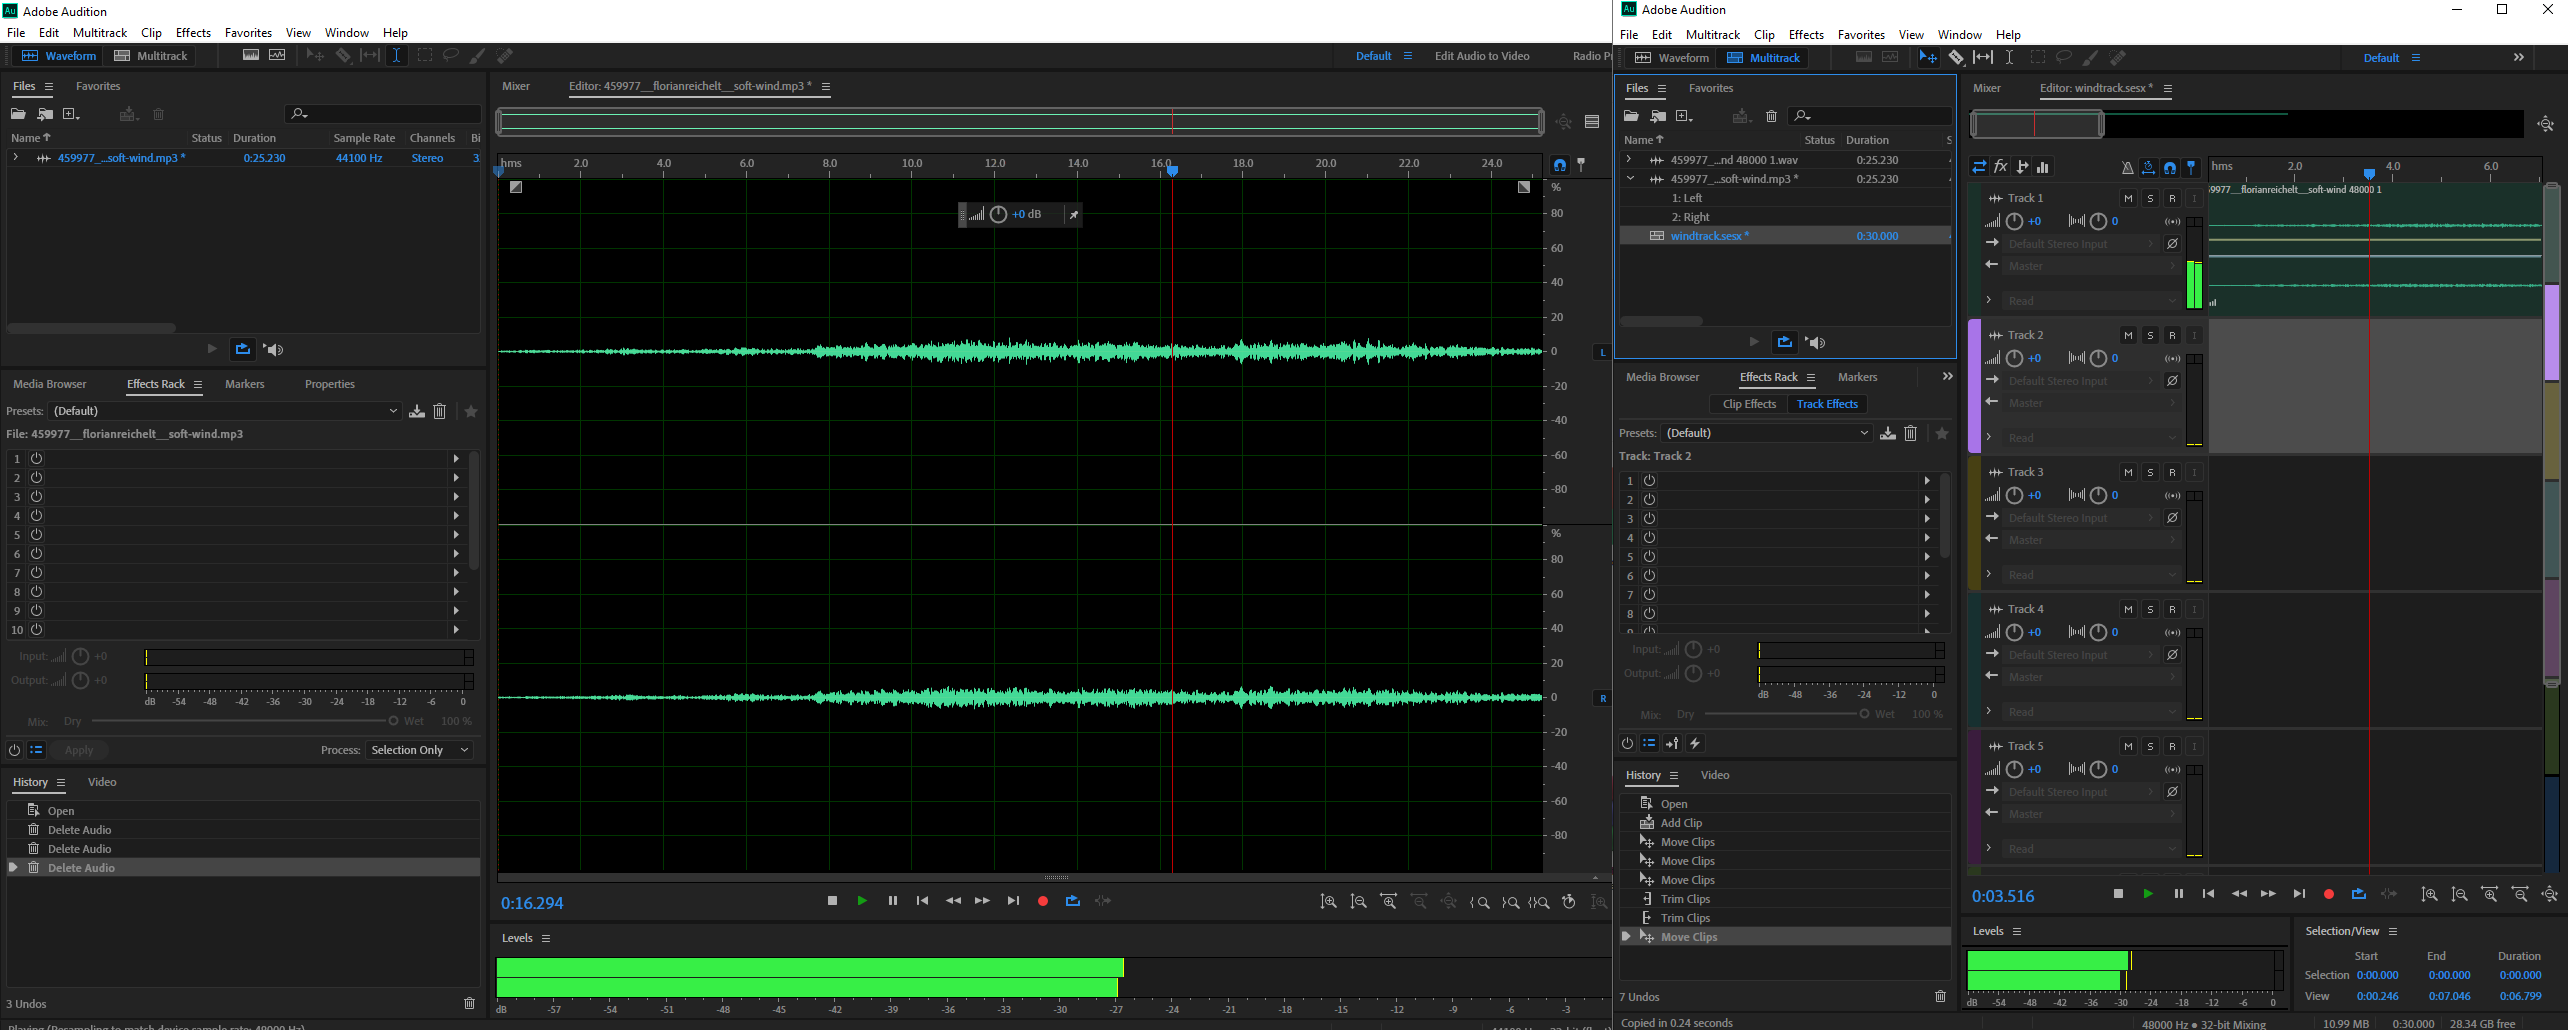 Adobe Audition
File Edit Multitrack Clip Effects Favorites View Window Help
Waveform Multitrack
Default Edit Audio to Video Radio P
Files Favorites
Name Status Duration Sample Rate Channels Bi
459977_...soft-wind.mp3 * 0:25.230 44100 Hz Stereo 3
Media Browser Effects Rack Markers Properties
Presets: (Default)
File: 459977__florianreichelt__soft-wind.mp3
1
2
3
4
5
6
7
8
9
10
Input: +0
Output: +0
dB -54 -48 -42 -36 -30 -24 -18 -12 -6 0
Mix: Dry Wet 100 %
Apply Process: Selection Only
History Video
Open
Delete Audio
Delete Audio
Delete Audio
3 Undos
Mixer Editor: 459977__florianreichelt__soft-wind.mp3 *
hms 2.0 4.0 6.0 8.0 10.0 12.0 14.0 16.0 18.0 20.0 22.0 24.0
+0 dB
%
80
60
40
20
0 L
-20
-40
-60
-80
%
80
60
40
20
0 R
-20
-40
-60
-80
0:16.294
Levels
dB -57 -54 -51 -48 -45 -42 -39 -36 -33 -30 -27 -24 -21 -18 -15 -12 -9 -6 -3
Playing (Resampling to match device sample rate: 48000 Hz)
Adobe Audition
File Edit Multitrack Clip Effects Favorites View Window Help
Waveform Multitrack
Default
Files Favorites
Name Status Duration S
459977_...nd 48000 1.wav 0:25.230
459977_...soft-wind.mp3 * 0:25.230
1: Left
2: Right
windtrack.sesx * 0:30.000
Media Browser Effects Rack Markers
Clip Effects Track Effects
Presets: (Default)
Track: Track 2
1
2
3
4
5
6
7
8
9
Input: +0
Output: +0
dB -48 -36 -24 -12 0
Mix: Dry Wet 100 %
History Video
Open
Add Clip
Move Clips
Move Clips
Move Clips
Trim Clips
Trim Clips
Move Clips
7 Undos
Copied in 0.24 seconds
Mixer Editor: windtrack.sesx *
fx hms 2.0 4.0 6.0
9977__florianreichelt__soft-wind 48000 1
Track 1 M S R I
+0 0
Default Stereo Input
Master
Read
Track 2 M S R I
+0 0
Default Stereo Input
Master
Read
Track 3 M S R I
+0 0
Default Stereo Input
Master
Read
Track 4 M S R I
+0 0
Default Stereo Input
Master
Read
Track 5 M S R I
+0 0
Default Stereo Input
Master
Read
0:03.516
Levels
dB -54 -48 -42 -36 -30 -24 -18 -12 -6 0
Selection/View
Start End Duration
Selection 0:00.000 0:00.000 0:00.000
View 0:00.246 0:07.046 0:06.799
48000 Hz ● 32-bit Mixing 10.99 MB 0:30.000 28.34 GB free